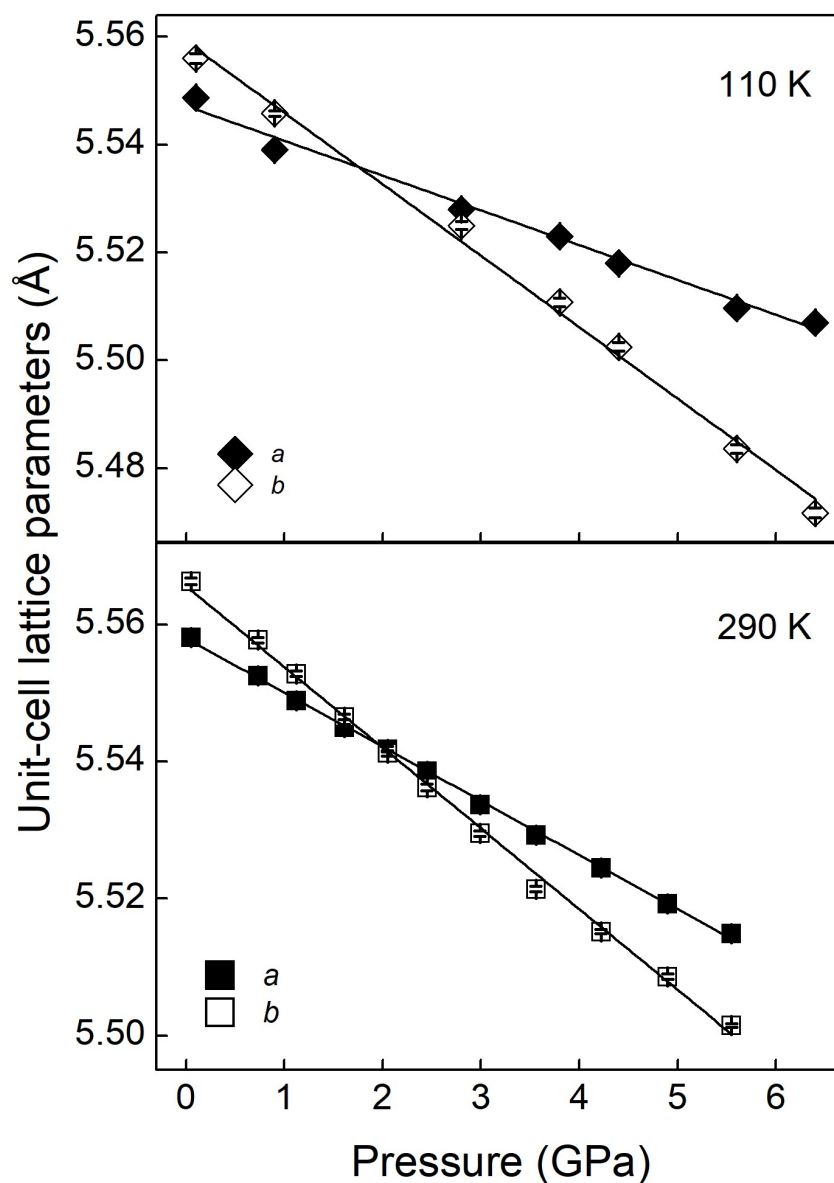 Unit-cell lattice parameters (Å)
5.56
5.54
5.52
5.50
5.48
110 K
a
b
5.56
5.54
5.52
5.50
290 K
a
b
0 1 2 3 4 5 6
Pressure (GPa)